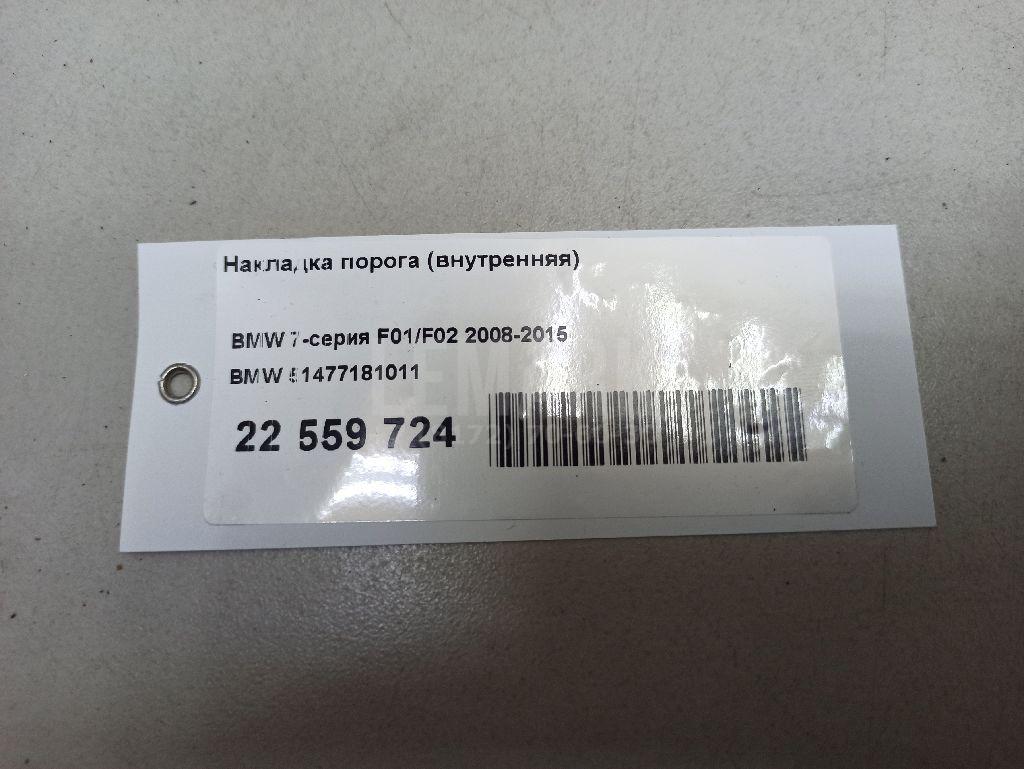 Накладка порога (внутренняя)
BMW 7-серия F01/F02 2008-2015
BMW 51477181011
22 559 724